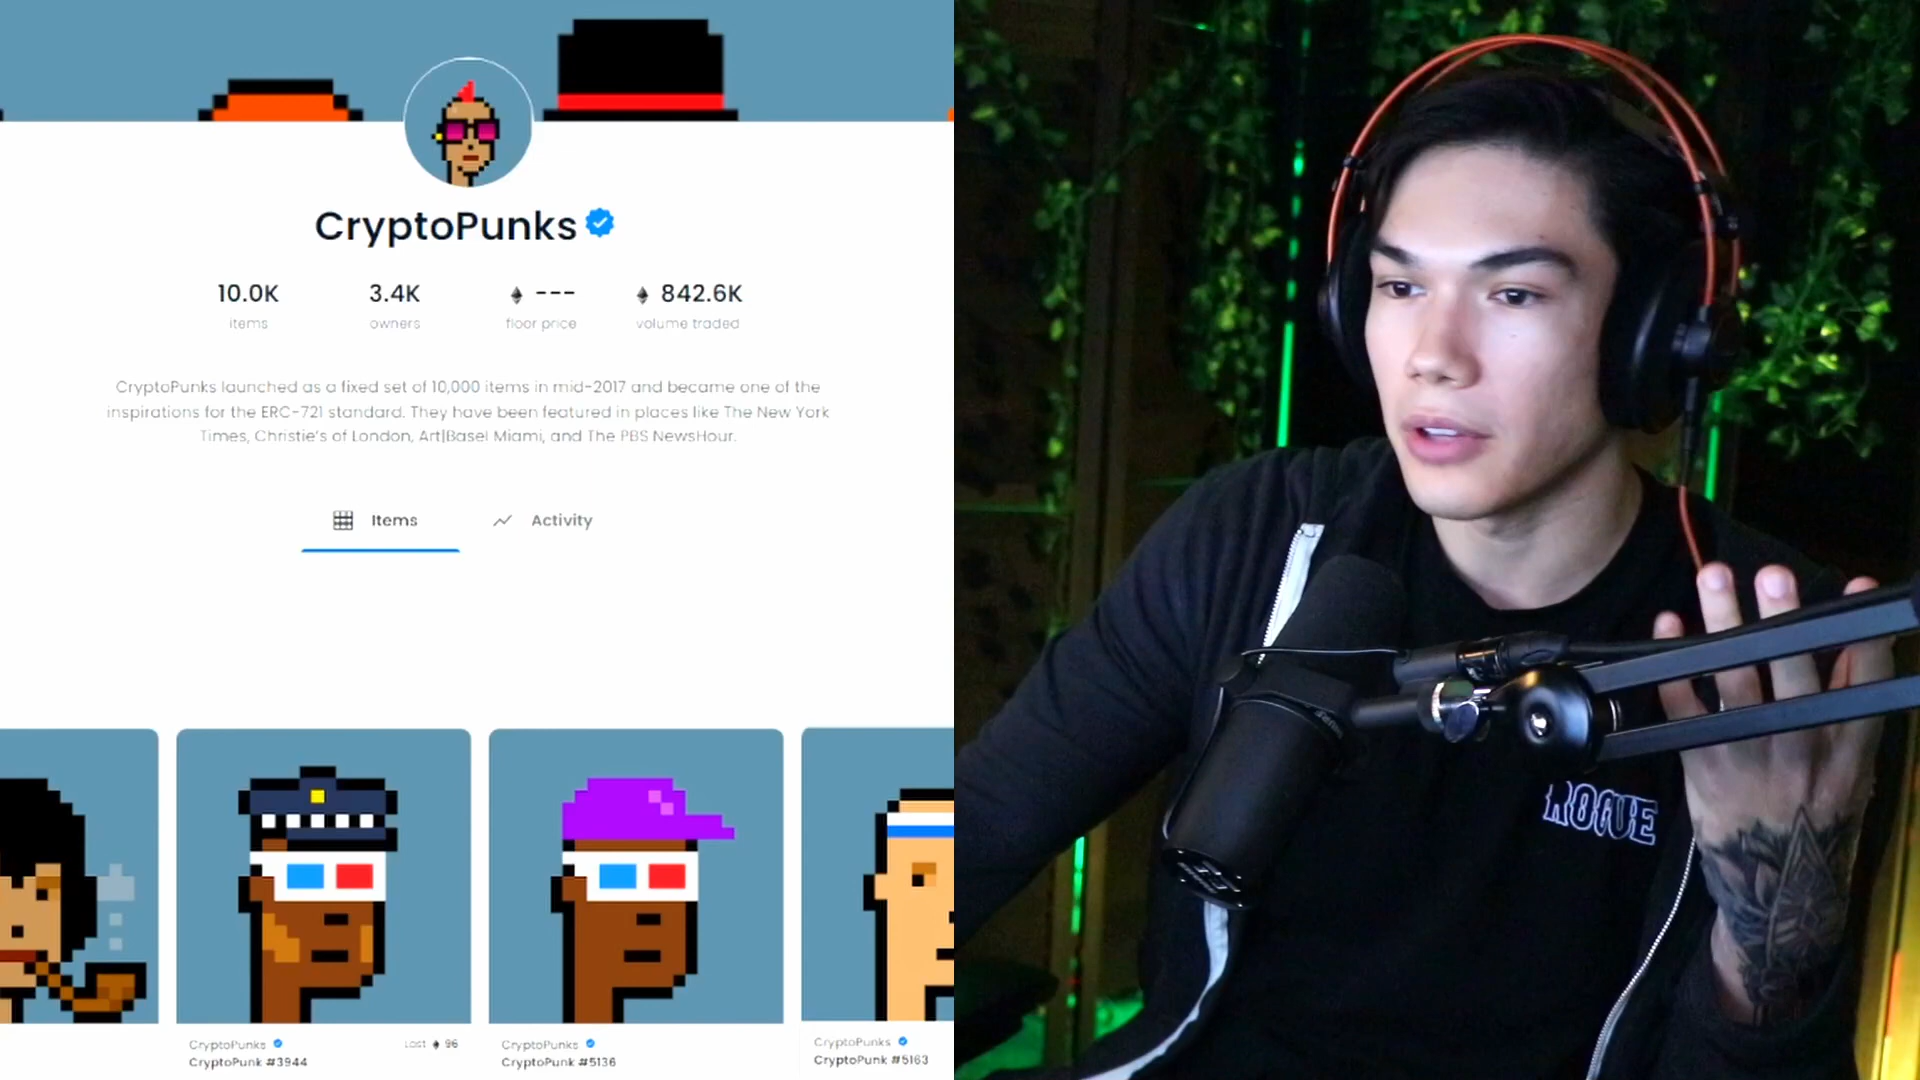 CryptoPunks
10.0K
items
3.4K
owners
---
floor price
842.6K
volume traded
CryptoPunks launched as a fixed set of 10,000 items in mid-2017 and became one of the
inspirations for the ERC-721 standard. They have been featured in places like The New York
Times, Christie's of London, Art|Basel Miami, and The PBS NewsHour.
Items
Activity
CryptoPunks
Last 96
CryptoPunk #3944
CryptoPunks
CryptoPunk #5136
CryptoPunks
CryptoPunk #5163
ROGUE